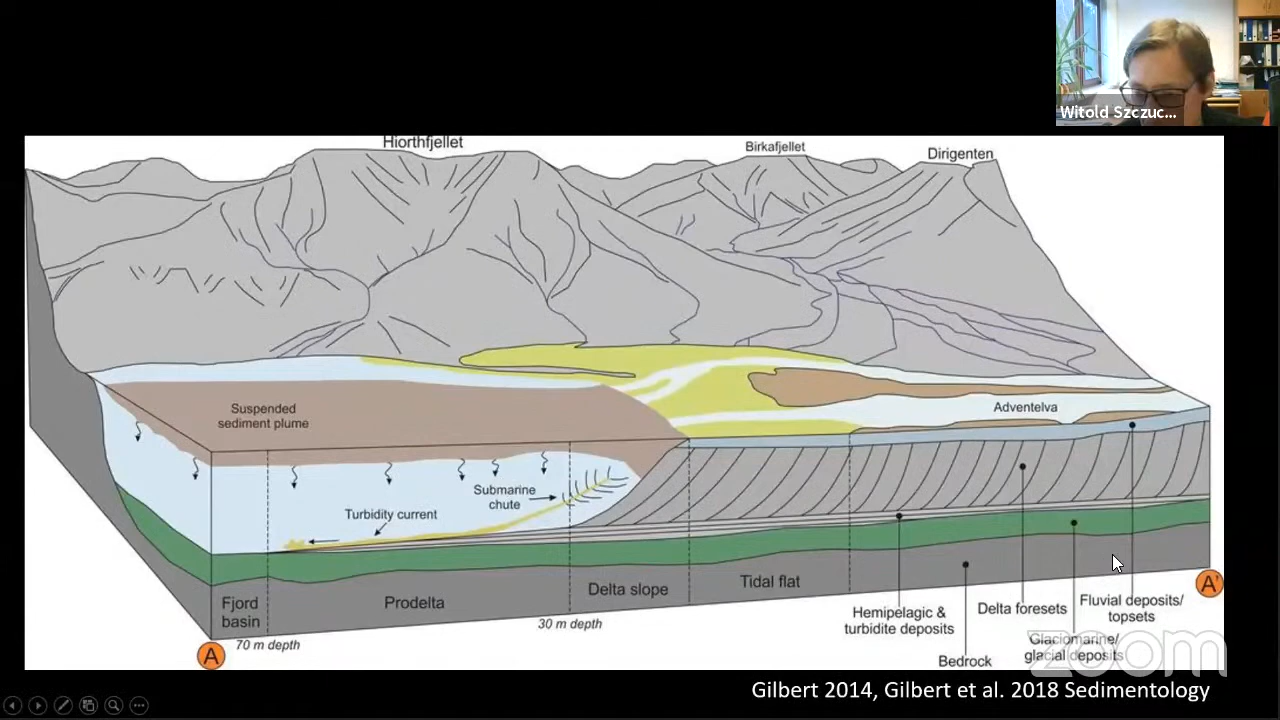 Witold Szczuc...
Hiorthfjellet
Birkafjellet
Dirigenten
Suspended
sediment plume
Adventelva
Submarine
chute
Turbidity current
Fjord
basin
Prodelta
Delta slope
Tidal flat
70 m depth
30 m depth
A
A'
Hemipelagic &
turbidite deposits
Bedrock
Delta foresets
Glaciomarine/
glacial deposits
Fluvial deposits/
topsets
zoom
Gilbert 2014, Gilbert et al. 2018 Sedimentology